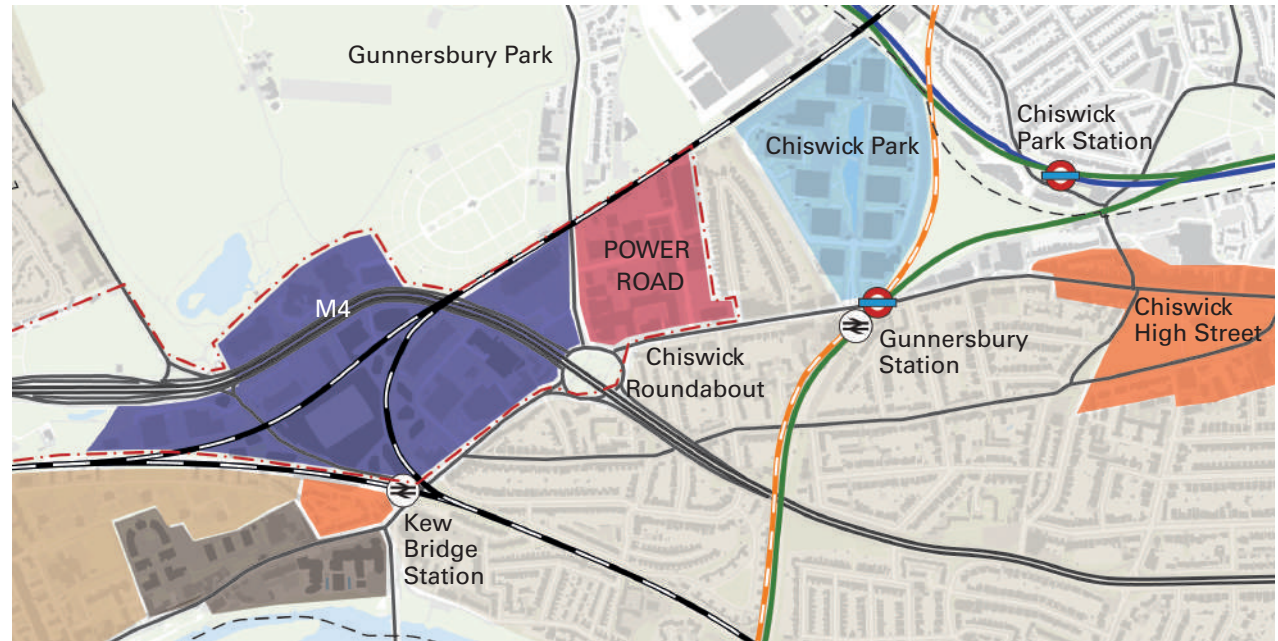 Gunnersbury Park
Chiswick
Park Station
Chiswick Park
POWER
ROAD
M4
Chiswick
High Street
Gunnersbury
Station
Chiswick
Roundabout
Kew
Bridge
Station